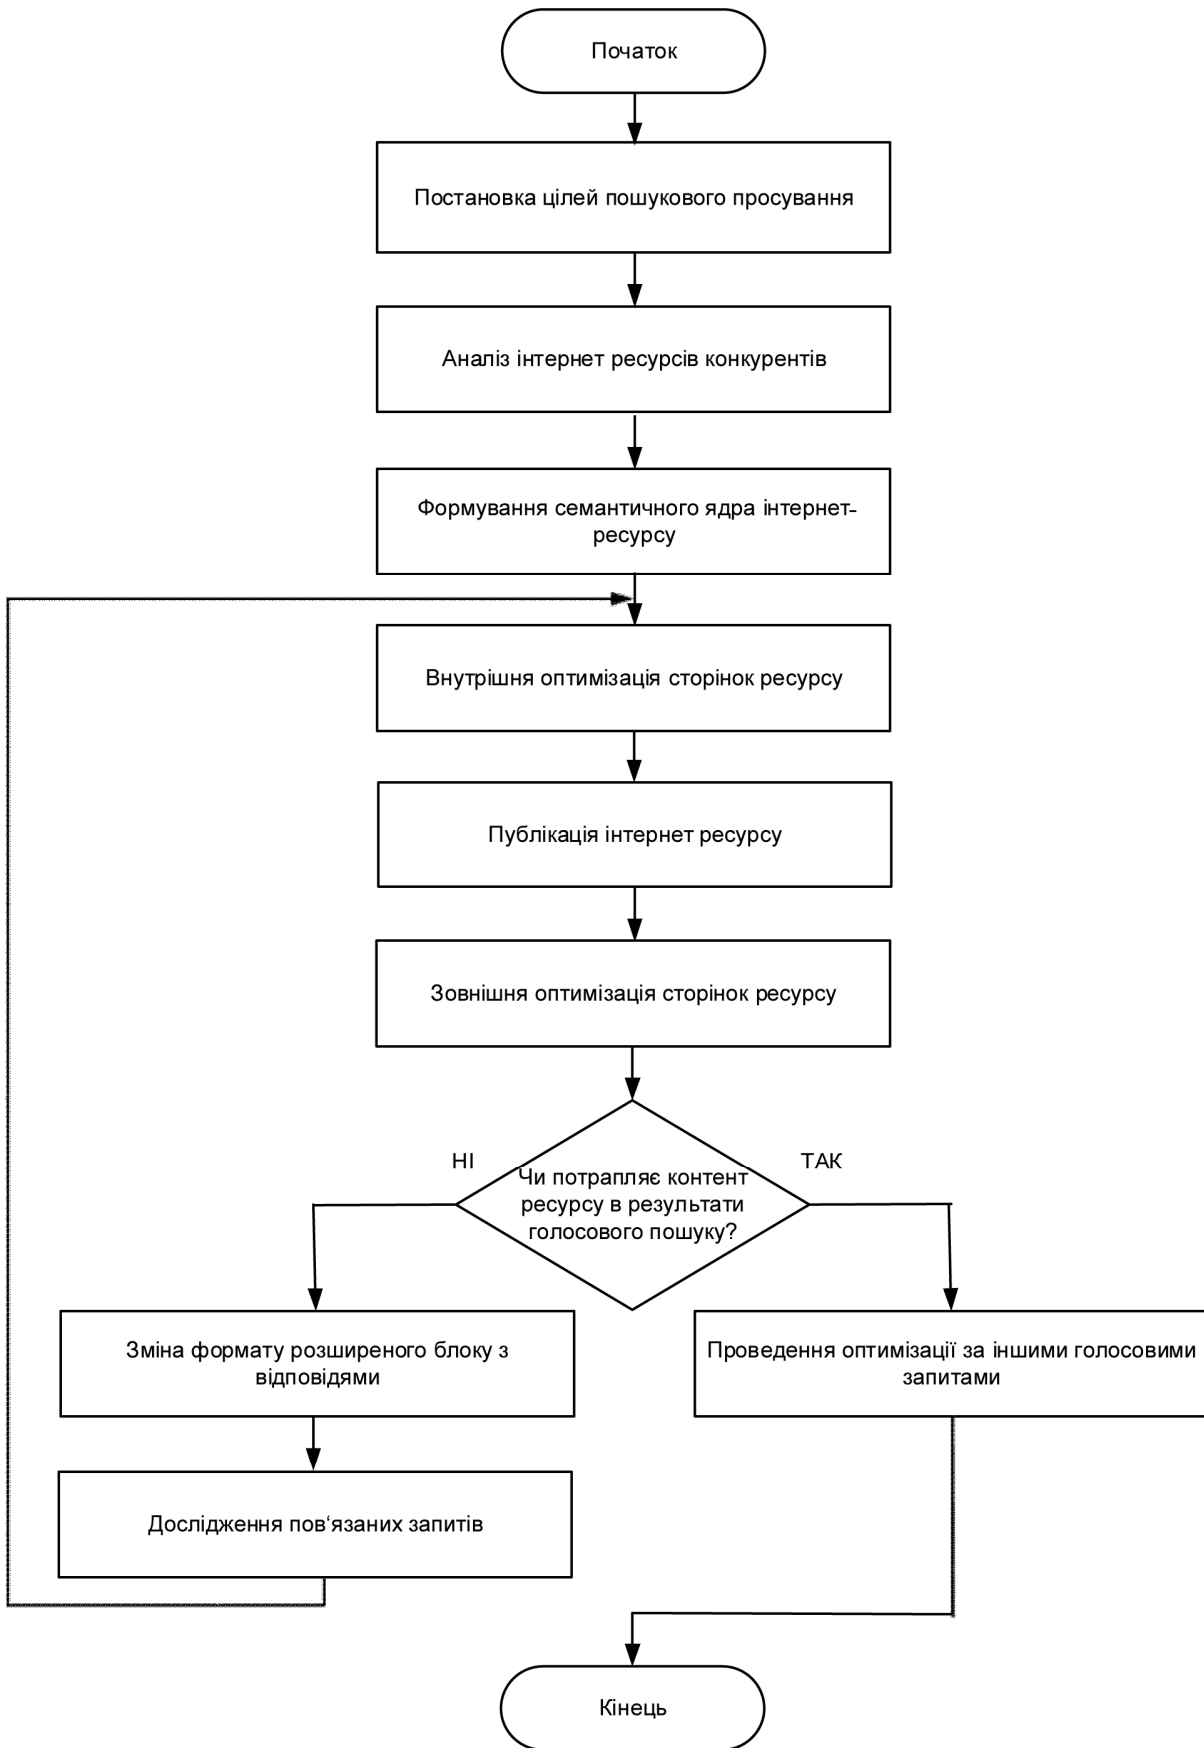 Початок
Постановка цілей пошукового просування
Аналіз інтернет ресурсів конкурентів
Формування семантичного ядра інтернет-
ресурсу
Внутрішня оптимізація сторінок ресурсу
Публікація інтернет ресурсу
Зовнішня оптимізація сторінок ресурсу
НІ
ТАК
Чи потрапляє контент
ресурсу в результати
голосового пошуку?
Зміна формату розширеного блоку з
відповідями
Проведення оптимізації за іншими голосовими
запитами
Дослідження пов‘язаних запитів
Кінець